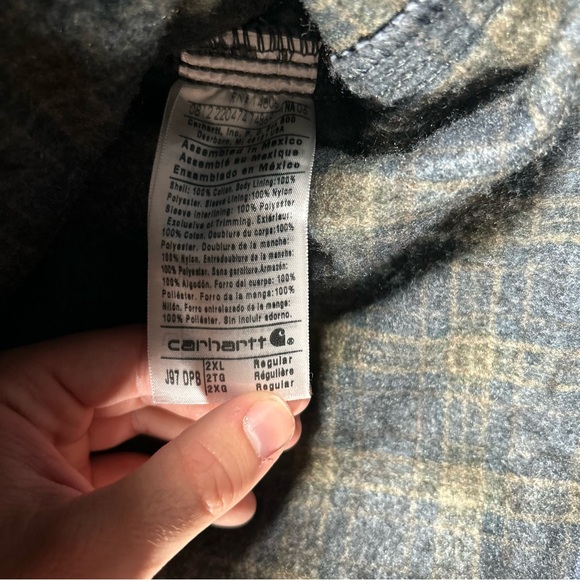 Carhartt, Inc. P.
Dearborn, USA
Assembled in Mexico
Assemblé au Mexique
Ensamblado en México
Shell: 100% Cotton. Body Lining:100%
Polyester. Sleeve Lining:100% Nylon
Sleeve Interlining: 100% Polyester
Exclusive of Trimming. Extérieur:
100% Coton. Doublure du corps:100%
Polyester. Doublure de la manche:
100% Nylon. Entredoublure de la manche:
100% Polyester. Sans garniture.Armazón:
100% Algodón. Forro del cuerpo: 100%
Poliéster. Forro de la manga:100%
Nilón. Forro entrelazado de la manga:
100% Poliéster. Sin incluir adorno.
carhartt ®
J97 DPB
2XL Regular
2TG Régulière
2XG Regular